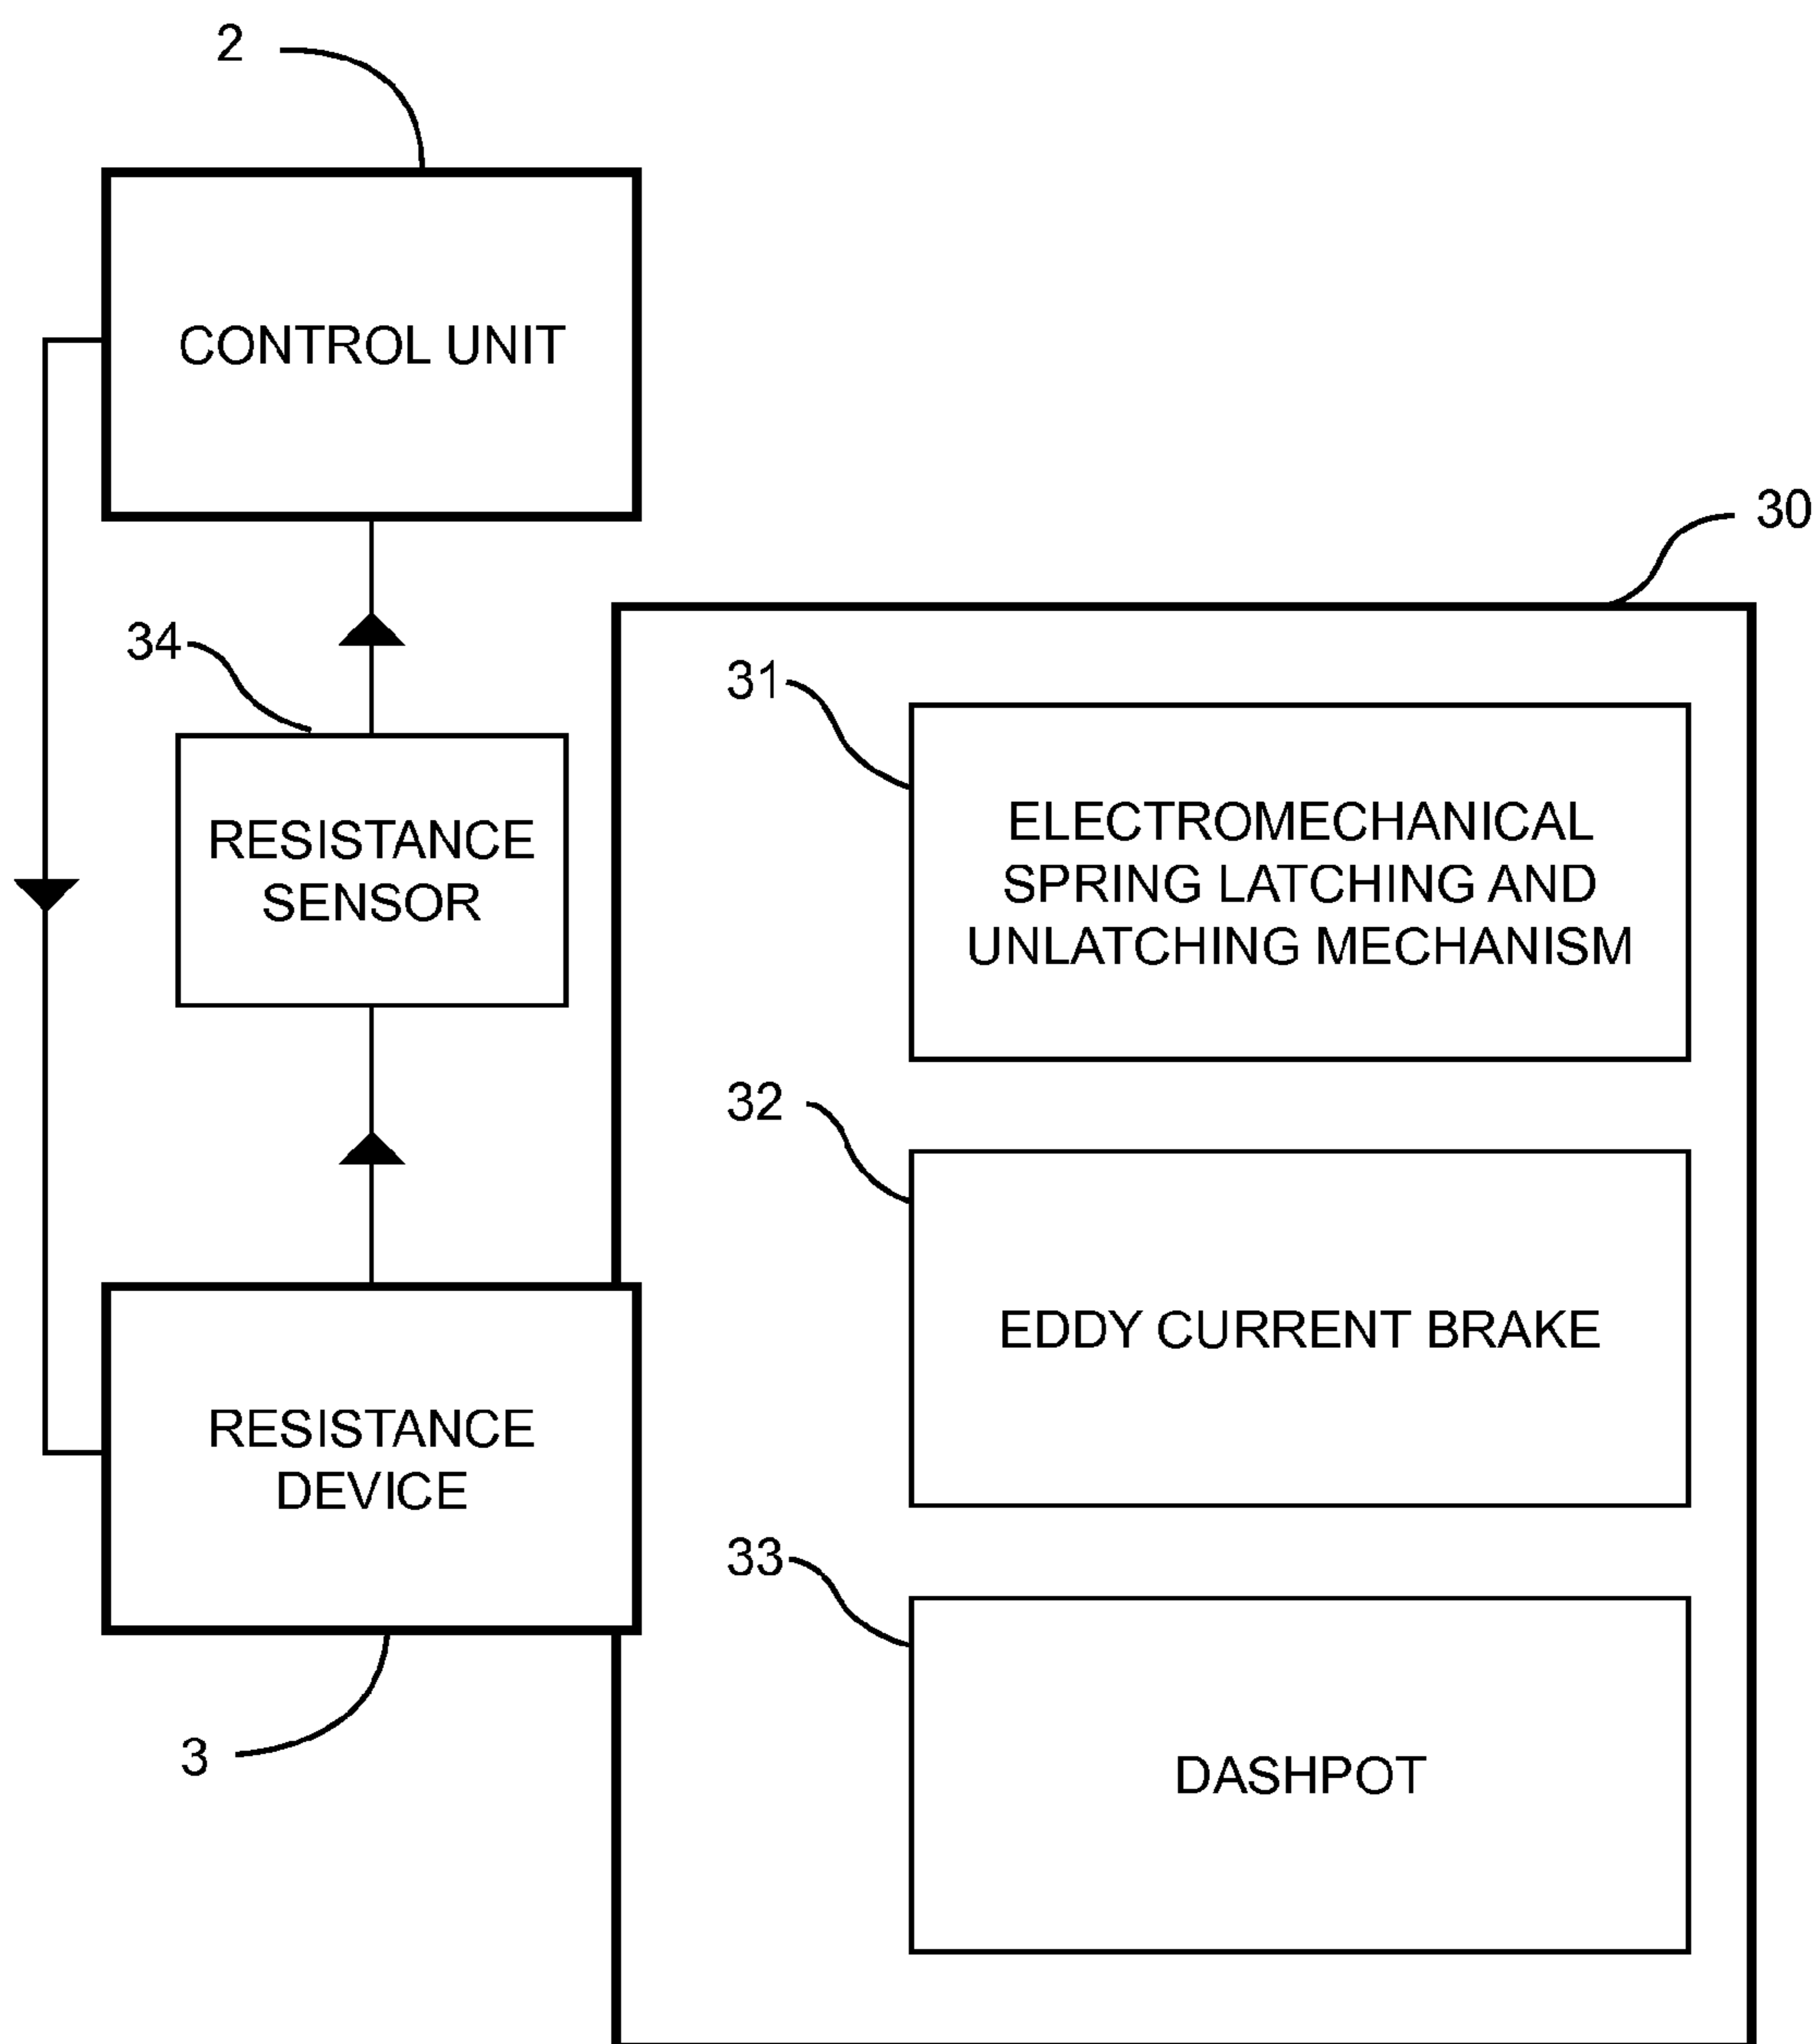 2
CONTROL UNIT
30
34
31
RESISTANCE
SENSOR
ELECTROMECHANICAL
SPRING LATCHING AND
UNLATCHING MECHANISM
32
EDDY CURRENT BRAKE
RESISTANCE
DEVICE
33
3
DASHPOT